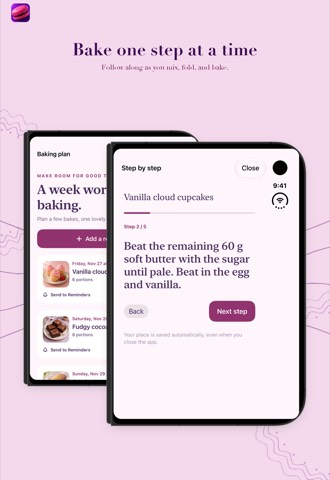 Bake one step at a time
Follow along as you mix, fold, and bake.
Baking plan
MAKE ROOM FOR GOOD T
A week wor
baking.
Plan a few bakes, one lovely
+ Add a re
Friday, Nov 27 a
Vanilla cloud
6 portions
Send to Reminders
Saturday, Nov 28
Fudgy cocoa
8 portions
Send to Reminders
Sunday, Nov 29
Step by step
Close
9:41
Vanilla cloud cupcakes
Step 2 / 5
Beat the remaining 60 g
soft butter with the sugar
until pale. Beat in the egg
and vanilla.
Back
Next step
Your place is saved automatically, even when you
close the app.